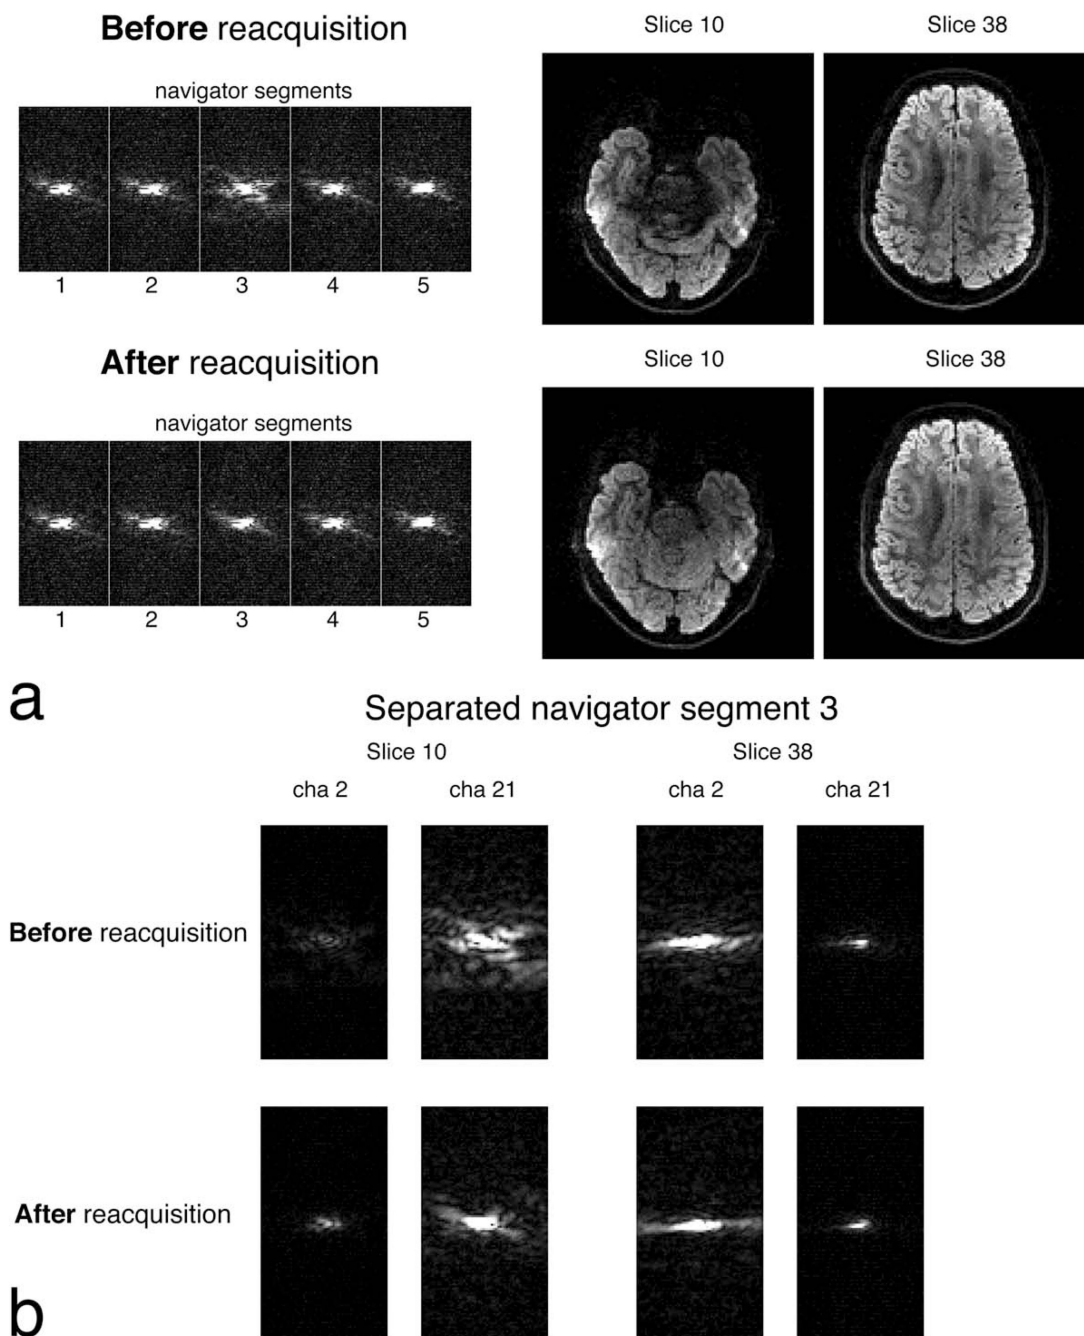 Before reacquisition
Slice 10
Slice 38
navigator segments
1
2
3
4
5
After reacquisition
Slice 10
Slice 38
navigator segments
1
2
3
4
5
a
Separated navigator segment 3
Slice 10
Slice 38
cha 2
cha 21
cha 2
cha 21
Before reacquisition
After reacquisition
b